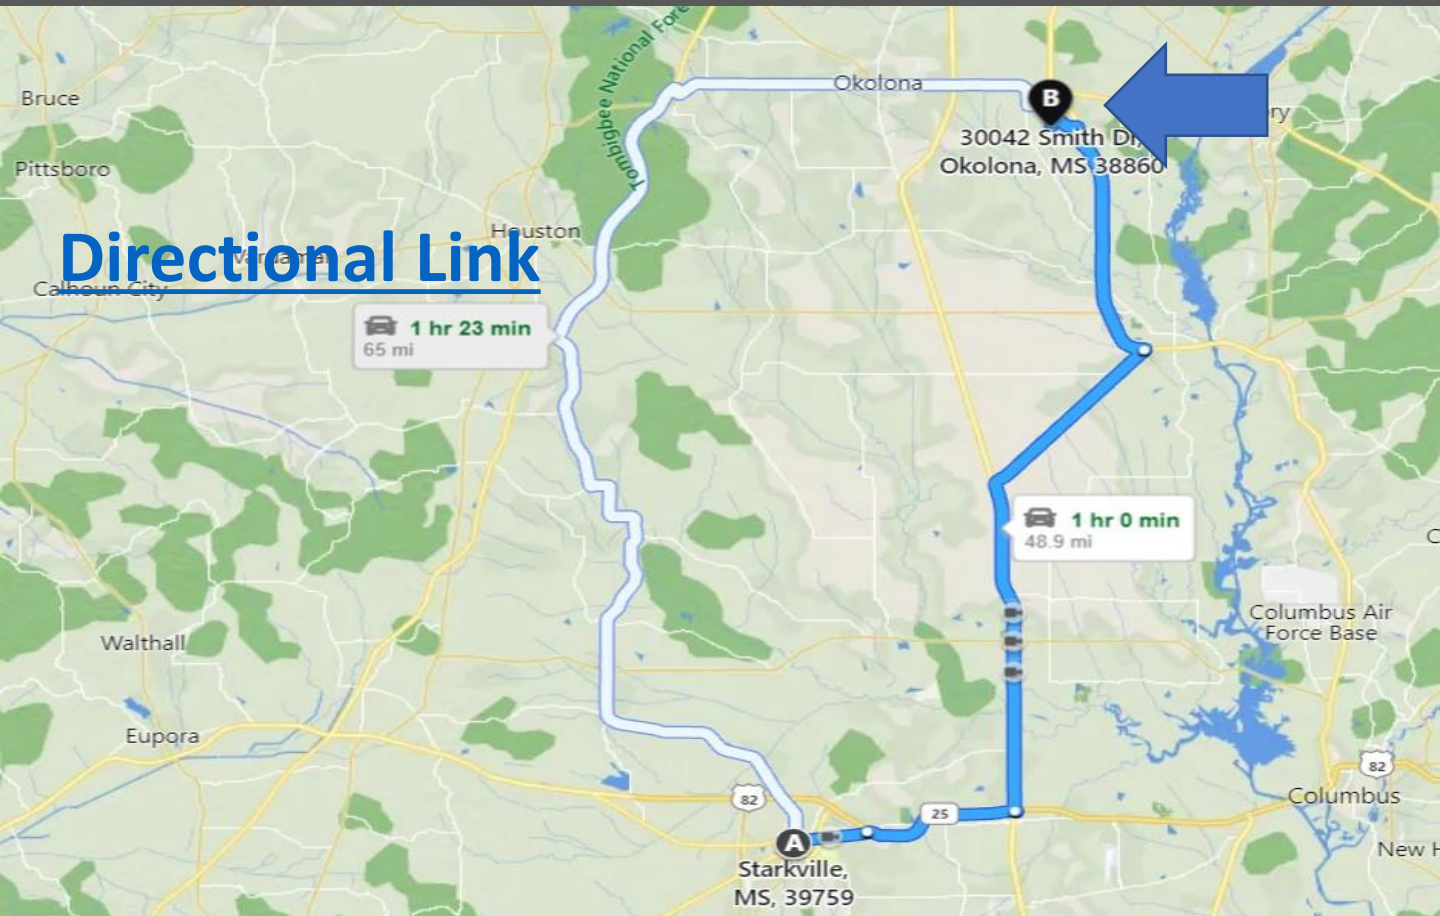 Tombigbee National Fore
Bruce
Okolona
B
ry
30042 Smith Dr,
Okolona, MS 38860
Pittsboro
Houston
Directional Link
Calhoun City
1 hr 23 min
65 mi
1 hr 0 min
48.9 mi
Columbus Air
Force Base
Walthall
Eupora
82
82
Columbus
25
A
Starkville,
MS, 39759
New H
C